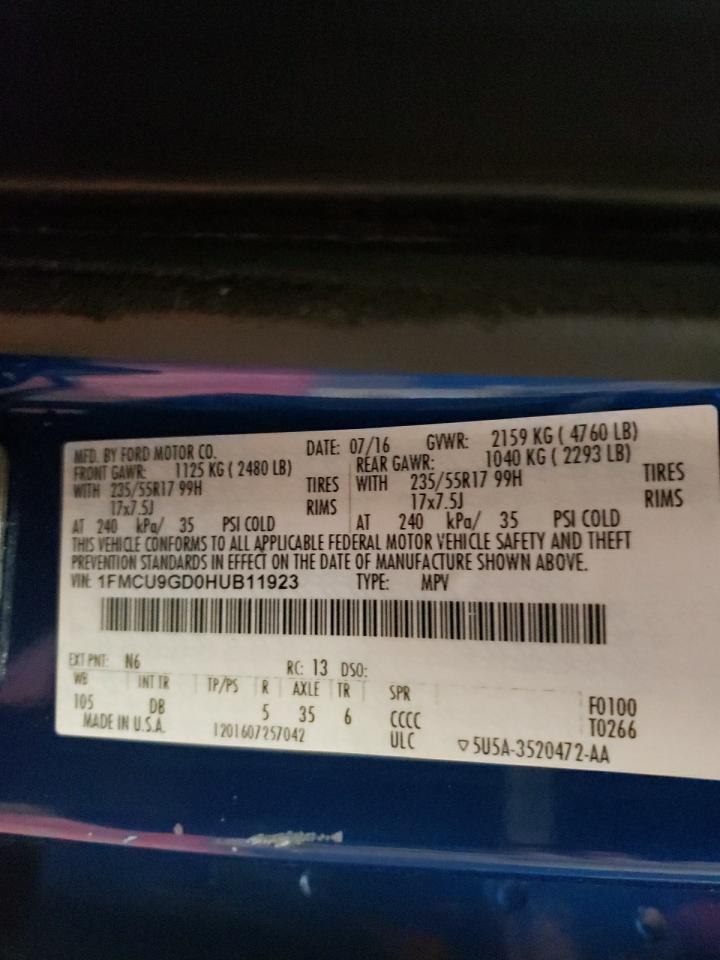 MFD. BY FORD MOTOR CO. DATE: 07/16 GVWR: 2159 KG ( 4760 LB)
FRONT GAWR: 1125 KG ( 2480 LB) REAR GAWR: 1040 KG ( 2293 LB)
WITH 235/55R17 99H TIRES WITH 235/55R17 99H TIRES
17x7.5J RIMS 17x7.5J RIMS
AT 240 kPa/ 35 PSI COLD AT 240 kPa/ 35 PSI COLD
THIS VEHICLE CONFORMS TO ALL APPLICABLE FEDERAL MOTOR VEHICLE SAFETY AND THEFT
PREVENTION STANDARDS IN EFFECT ON THE DATE OF MANUFACTURE SHOWN ABOVE.
VIN: 1FMCU9GD0HUB11923 TYPE: MPV
EXT PNT: N6 RC: 13 DSO:
WB INT TR TP/PS R AXLE TR SPR F0100
105 DB 5 35 6 CCCC T0266
MADE IN U.S.A. 1201607257042 ULC ▽5U5A-3520472-AA